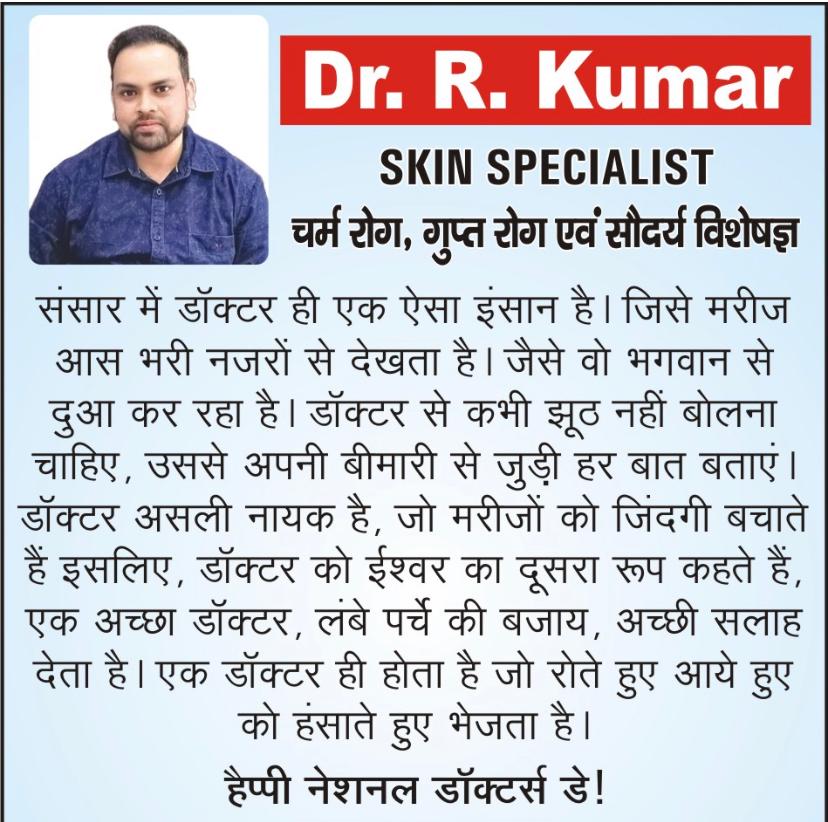 Dr. R. Kumar
SKIN SPECIALIST
चर्म रोग, गुप्त रोग एवं सौदर्य विशेषज्ञ
संसार में डॉक्टर ही एक ऐसा इंसान है। जिसे मरीज
आस भरी नजरों से देखता है। जैसे वो भगवान से
दुआ कर रहा है। डॉक्टर से कभी झूठ नहीं बोलना
चाहिए, उससे अपनी बीमारी से जुड़ी हर बात बताएं।
डॉक्टर असली नायक है, जो मरीजों को जिंदगी बचाते
हैं इसलिए, डॉक्टर को ईश्वर का दूसरा रूप कहते हैं,
एक अच्छा डॉक्टर, लंबे पर्चे की बजाय, अच्छी सलाह
देता है। एक डॉक्टर ही होता है जो रोते हुए आये हुए
को हंसाते हुए भेजता है।
हैप्पी नेशनल डॉक्टर्स डे!